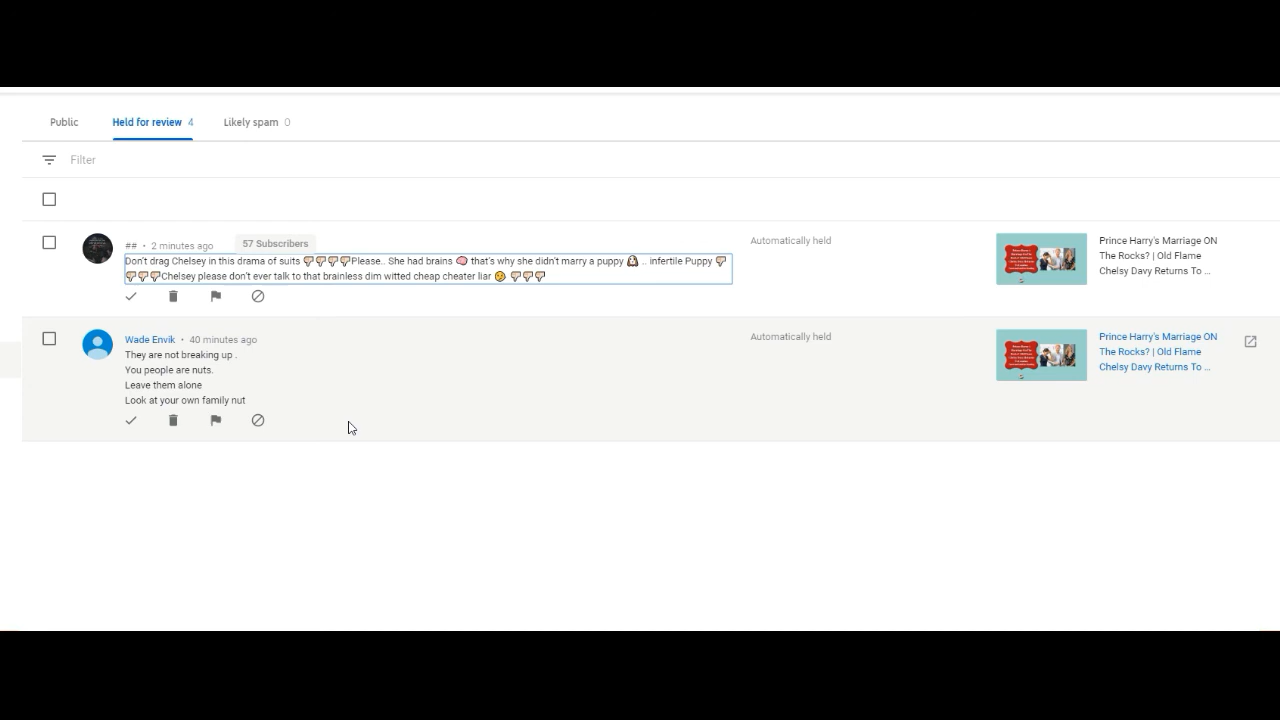 Public Held for review 4 Likely spam 0
Filter
## • 2 minutes ago 57 Subscribers
Don't drag Chelsey in this drama of suits 👎👎👎👎Please.. She had brains 🧠 that's why she didn't marry a puppy 🐶 .. infertile Puppy 👎
👎👎👎Chelsey please don't ever talk to that brainless dim witted cheap cheater liar 😕 👎👎👎
Automatically held
Prince Harry's Marriage ON
The Rocks? | Old Flame
Chelsy Davy Returns To ...
Wade Envik • 40 minutes ago
They are not breaking up .
You people are nuts.
Leave them alone
Look at your own family nut
Automatically held
Prince Harry's Marriage ON
The Rocks? | Old Flame
Chelsy Davy Returns To ...